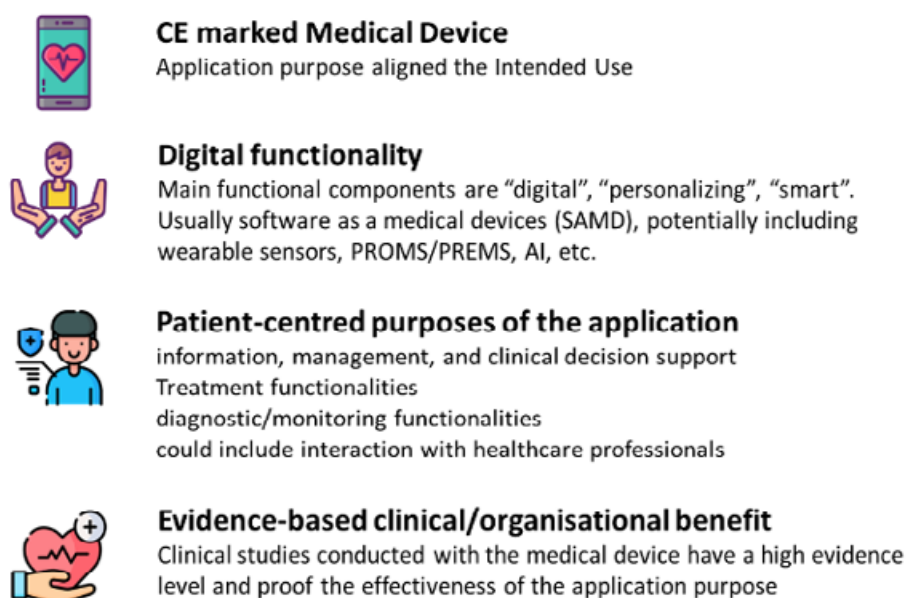 CE marked Medical Device
Application purpose aligned the Intended Use
Digital functionality
Main functional components are “digital”, “personalizing”, “smart”.
Usually software as a medical devices (SAMD), potentially including
wearable sensors, PROMS/PREMS, AI, etc.
Patient-centred purposes of the application
information, management, and clinical decision support
Treatment functionalities
diagnostic/monitoring functionalities
could include interaction with healthcare professionals
Evidence-based clinical/organisational benefit
Clinical studies conducted with the medical device have a high evidence
level and proof the effectiveness of the application purpose